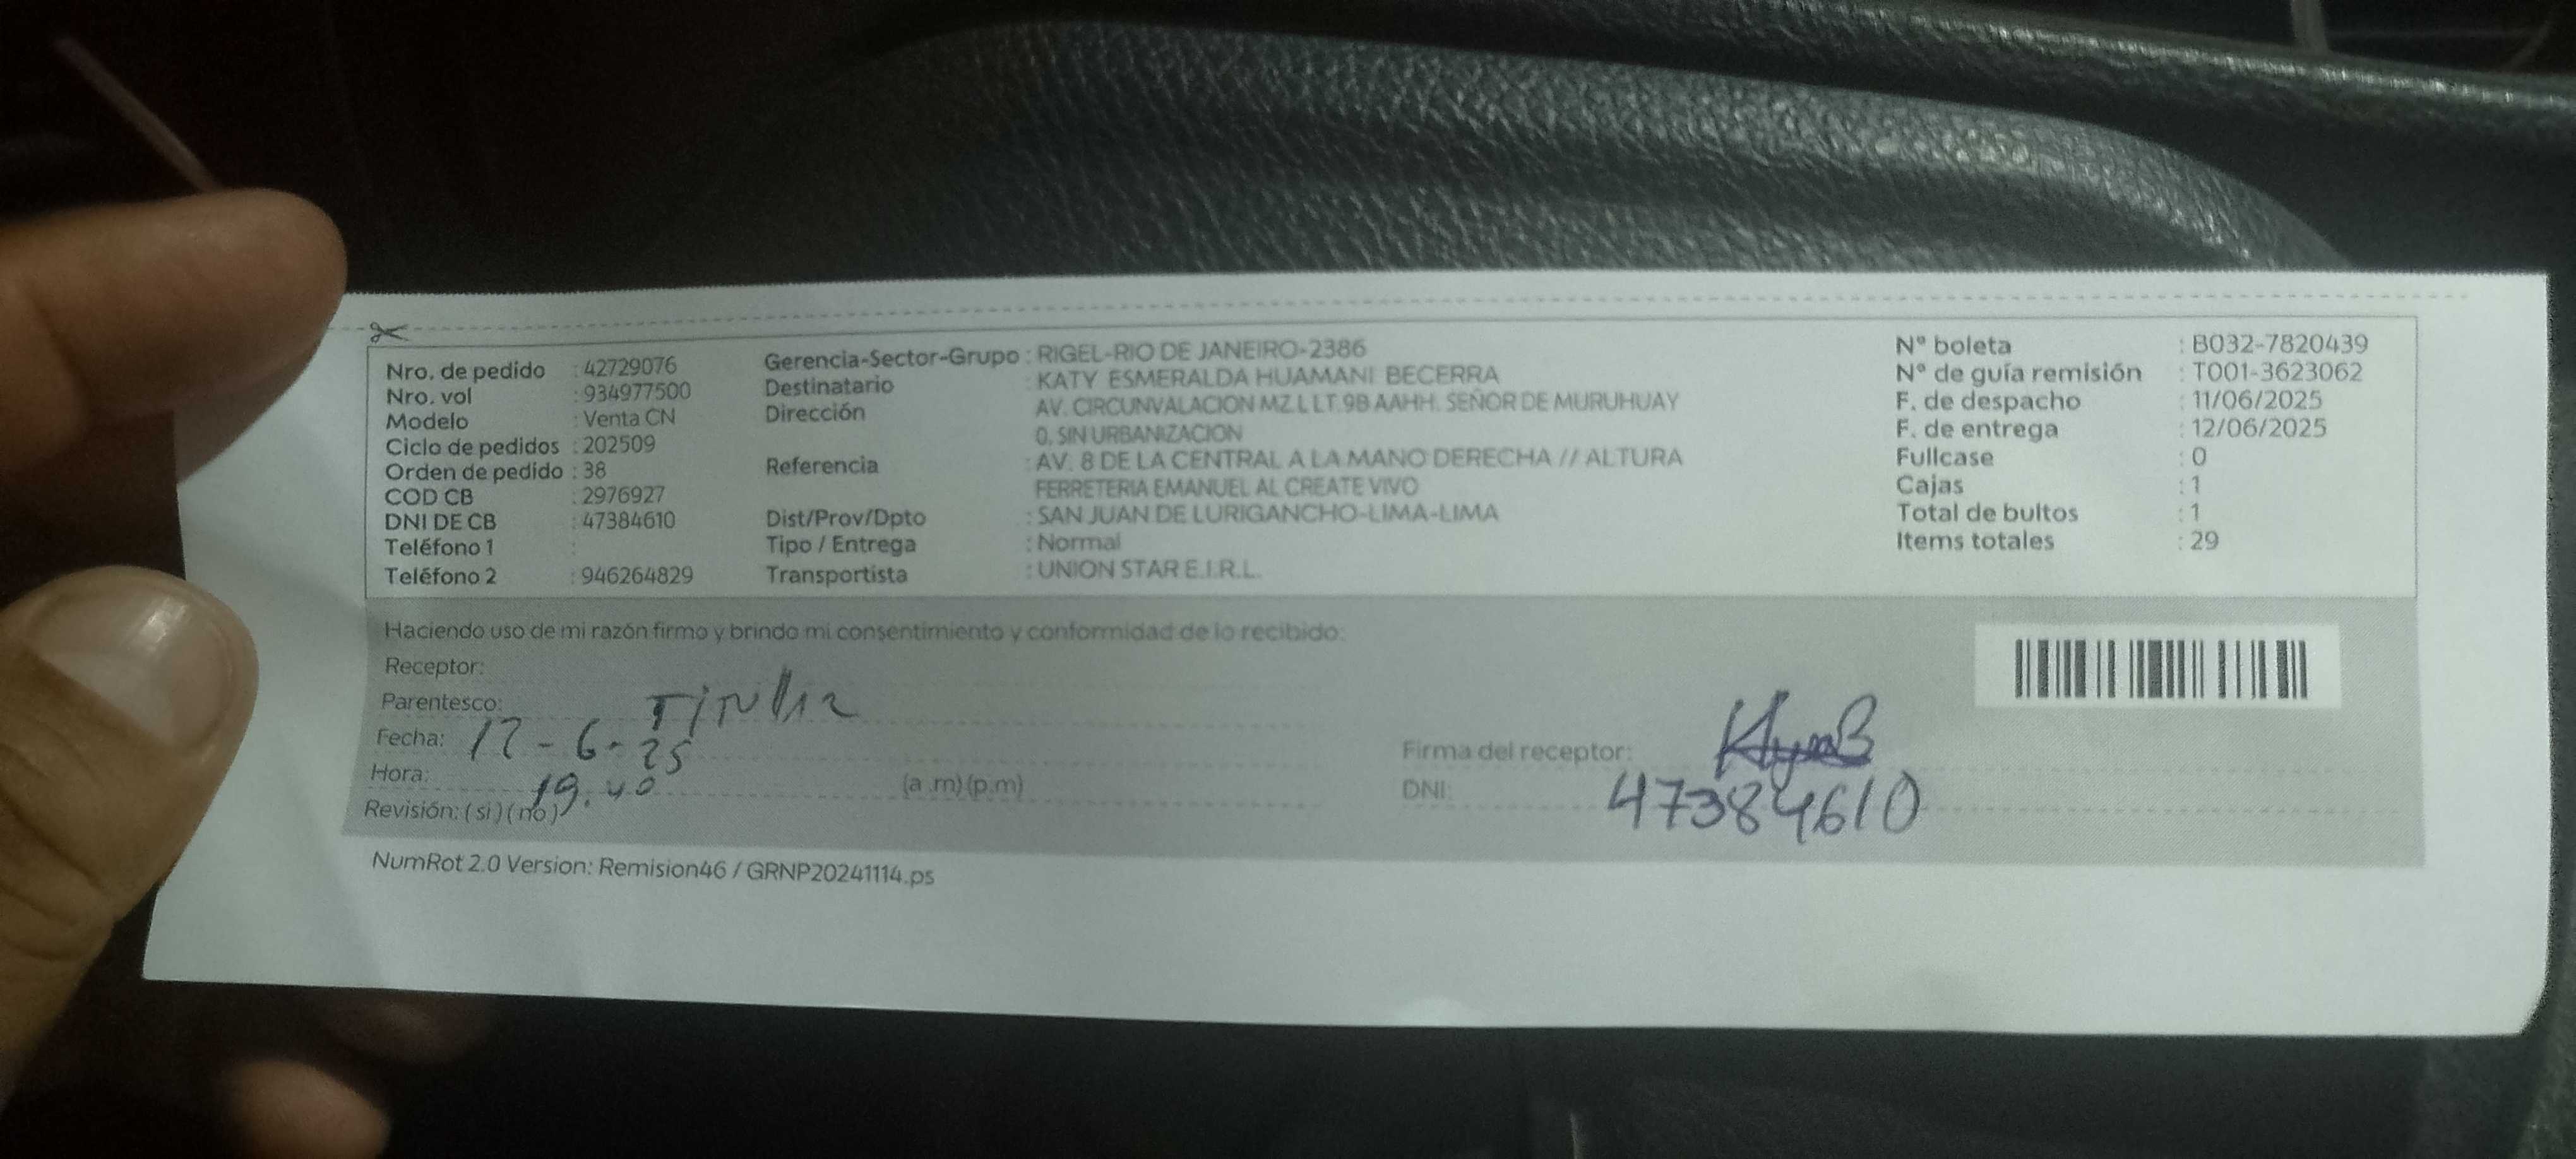 Nro. de pedido : 42729076
Nro. vol : 934977500
Modelo : Venta CN
Ciclo de pedidos : 202509
Orden de pedido : 38
COD CB : 2976927
DNI DE CB : 47384610
Teléfono 1 :
Teléfono 2 : 946264829
Gerencia-Sector-Grupo : RIGEL-RIO DE JANEIRO-2386
Destinatario : KATY ESMERALDA HUAMANI BECERRA
Dirección AV. CIRCUNVALACION MZ.L LT.9B AAHH. SEÑOR DE MURUHUAY
0, SIN URBANIZACION
Referencia : AV. 8 DE LA CENTRAL A LA MANO DERECHA // ALTURA
FERRETERIA EMANUEL AL CREATE VIVO
Dist/Prov/Dpto : SAN JUAN DE LURIGANCHO-LIMA-LIMA
Tipo / Entrega : Normal
Transportista : UNION STAR E.I.R.L.
N° boleta : B032-7820439
N° de guía remisión : T001-3623062
F. de despacho : 11/06/2025
F. de entrega : 12/06/2025
Fullcase : 0
Cajas : 1
Total de bultos : 1
Items totales : 29
Haciendo uso de mi razón firmo y brindo mi consentimiento y conformidad de lo recibido:
Receptor:
Parentesco: Titular
Fecha: 12-6-25
Hora: 19.40 (a.m)(p.m)
Revisión: (si)(no)
Firma del receptor:
DNI: 47384610
NumRot 2.0 Version: Remision46 / GRNP20241114.ps